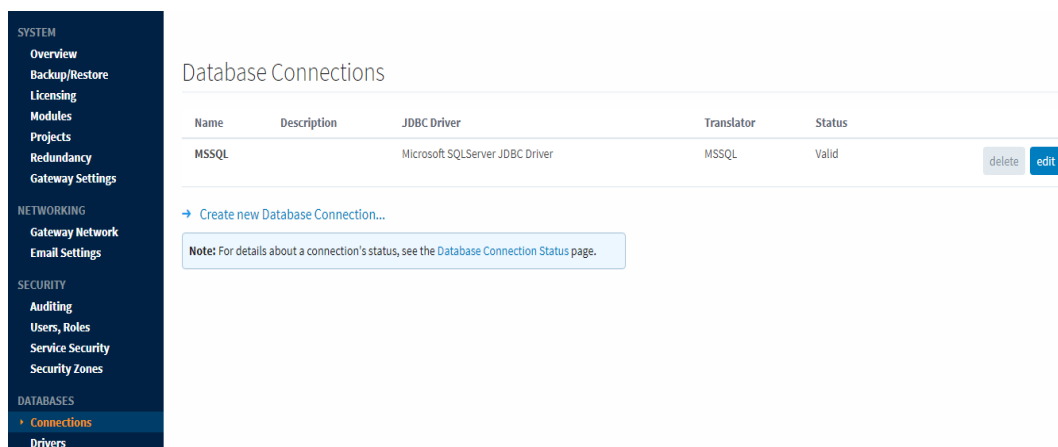 SYSTEM
Overview
Backup/Restore
Licensing
Modules
Projects
Redundancy
Gateway Settings
NETWORKING
Gateway Network
Email Settings
SECURITY
Auditing
Users, Roles
Service Security
Security Zones
DATABASES
Connections
Drivers
Database Connections
Name Description JDBC Driver Translator Status
MSSQL Microsoft SQLServer JDBC Driver MSSQL Valid delete edit
→ Create new Database Connection...
Note: For details about a connection's status, see the Database Connection Status page.